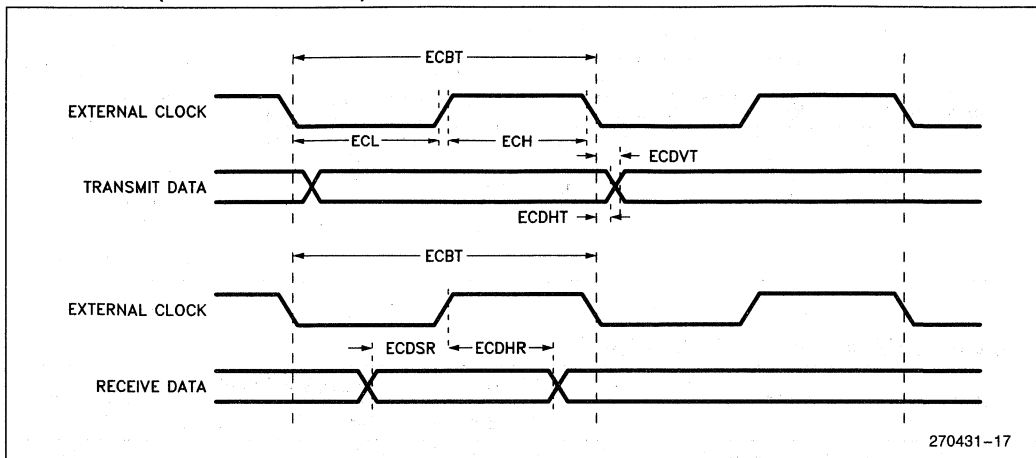 ECBT
EXTERNAL CLOCK
ECL
ECH
ECDVT
TRANSMIT DATA
ECDHT
ECBT
EXTERNAL CLOCK
ECDSR
ECDHR
RECEIVE DATA
270431-17